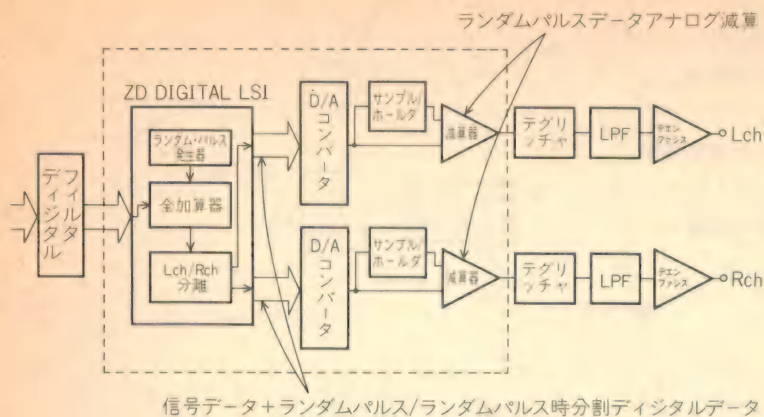 ランダムパルスデータアナログ減算
ZD DIGITAL LSI
ランダム・パルス
発生器
全加算器
Lch/Rch
分離
ディジタル
フィルタ
D/A
コンバータ
サンプル/
ホールダ
減算器
デグリ
ッチャ
LPF
デエン
ファシス
Lch
D/A
コンバータ
サンプル/
ホールダ
減算器
デグリ
ッチャ
LPF
デエン
ファシス
Rch
信号データ+ランダムパルス/ランダムパルス時分割ディジタルデータ